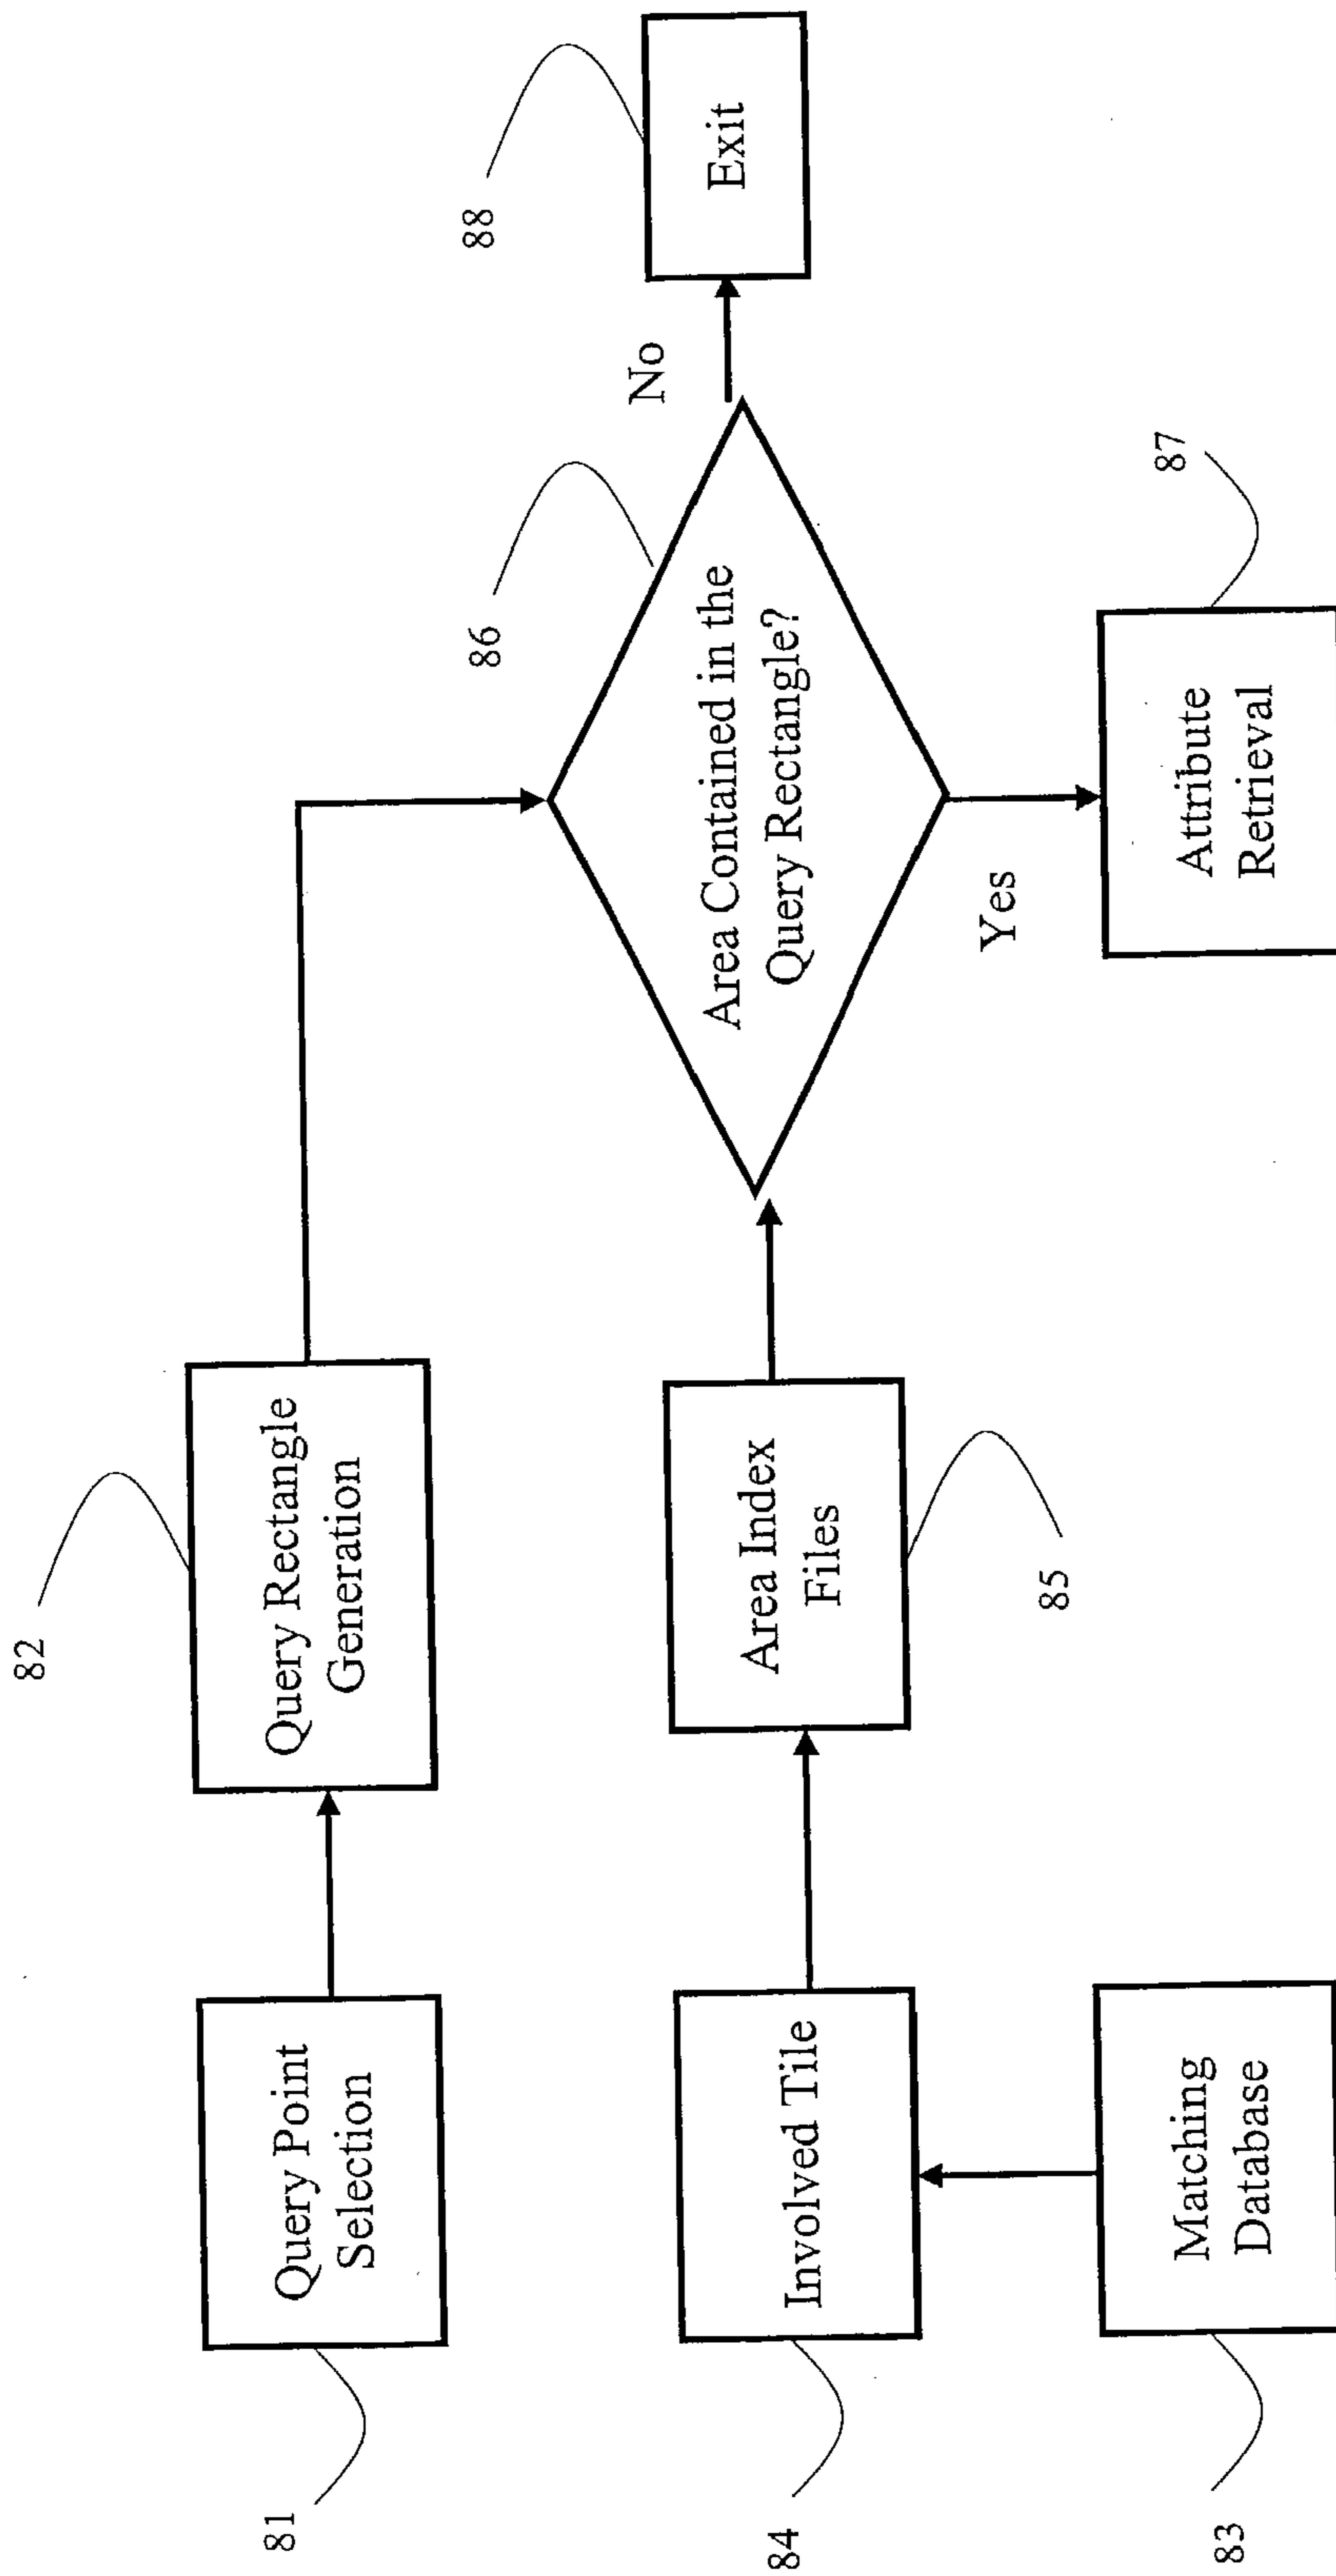 81
Query Point
Selection
82
Query Rectangle
Generation
83
Matching
Database
84
Involved Tile
85
Area Index
Files
86
Area Contained in the
Query Rectangle?
Yes
87
Attribute
Retrieval
No
88
Exit